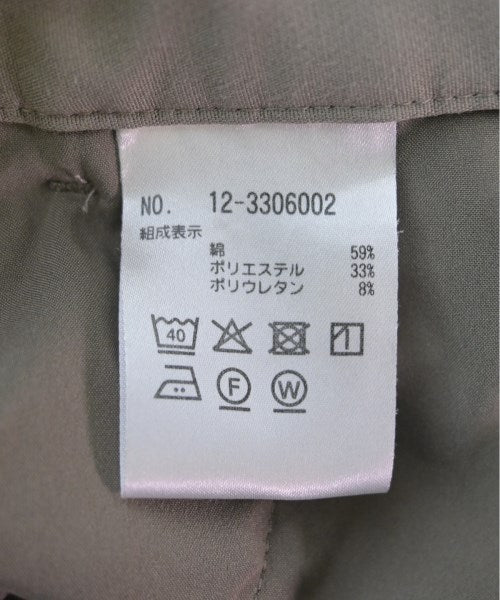 NO. 12-3306002
組成表示
綿 59%
ポリエステル 33%
ポリウレタン 8%
40
F W